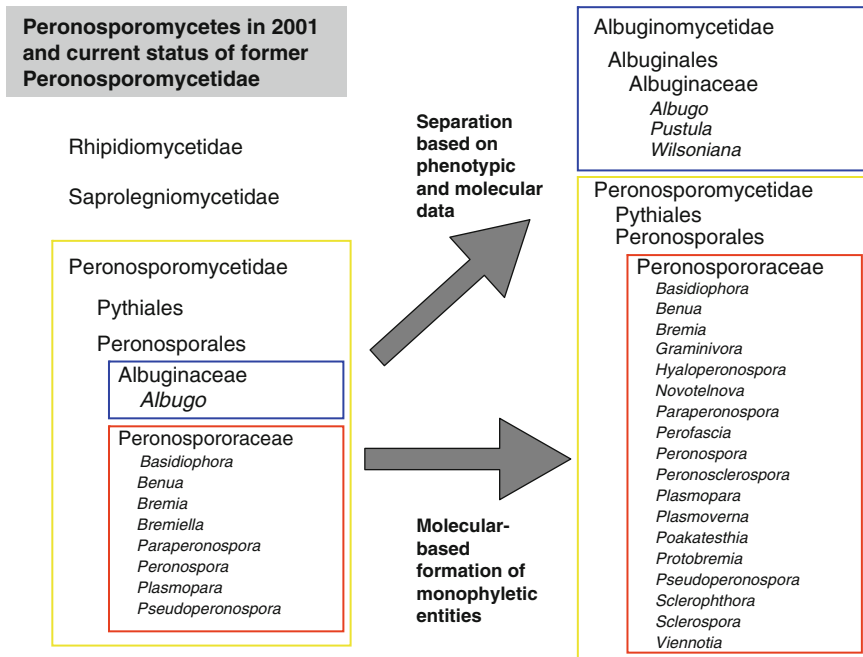 Peronosporomycetes in 2001
and current status of former
Peronosporomycetidae
Rhipidiomycetidae
Saprolegniomycetidae
Peronosporomycetidae
Pythiales
Peronosporales
Albuginaceae
Albugo
Peronospororaceae
Basidiophora
Benua
Bremia
Bremiella
Paraperonospora
Peronospora
Plasmopara
Pseudoperonospora
Separation
based on
phenotypic
and molecular
data
Molecular-
based
formation of
monophyletic
entities
Albuginomycetidae
Albuginales
Albuginaceae
Albugo
Pustula
Wilsoniana
Peronosporomycetidae
Pythiales
Peronosporales
Peronospororaceae
Basidiophora
Benua
Bremia
Graminivora
Hyaloperonospora
Novotelnova
Paraperonospora
Perofascia
Peronospora
Peronosclerospora
Plasmopara
Plasmoverna
Poakatesthia
Protobremia
Pseudoperonospora
Sclerophthora
Sclerospora
Viennotia